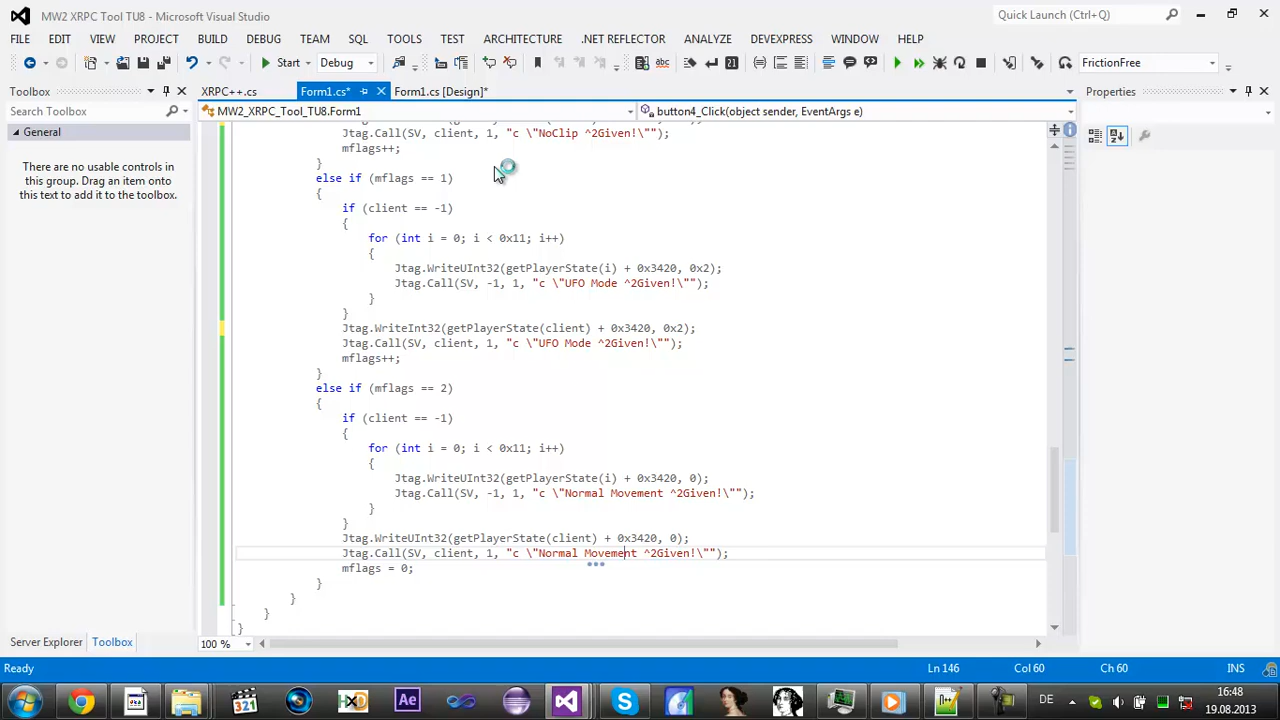 MW2 XRPC Tool TU8 - Microsoft Visual Studio
Quick Launch (Ctrl+Q)
FILE EDIT VIEW PROJECT BUILD DEBUG TEAM SQL TOOLS TEST ARCHITECTURE .NET REFLECTOR ANALYZE DEVEXPRESS WINDOW HELP
Start Debug abc FrictionFree
Toolbox XRPC++.cs Form1.cs* Form1.cs [Design]* Properties
Search Toolbox MW2_XRPC_Tool_TU8.Form1 button4_Click(object sender, EventArgs e)
General
There are no usable controls in
this group. Drag an item onto
this text to add it to the toolbox.
Jtag.Call(SV, client, 1, "c \"NoClip ^2Given!\"");
mflags++;
}
else if (mflags == 1)
{
if (client == -1)
{
for (int i = 0; i < 0x11; i++)
{
Jtag.WriteUInt32(getPlayerState(i) + 0x3420, 0x2);
Jtag.Call(SV, -1, 1, "c \"UFO Mode ^2Given!\"");
}
}
Jtag.WriteInt32(getPlayerState(client) + 0x3420, 0x2);
Jtag.Call(SV, client, 1, "c \"UFO Mode ^2Given!\"");
mflags++;
}
else if (mflags == 2)
{
if (client == -1)
{
for (int i = 0; i < 0x11; i++)
{
Jtag.WriteUInt32(getPlayerState(i) + 0x3420, 0);
Jtag.Call(SV, -1, 1, "c \"Normal Movement ^2Given!\"");
}
}
Jtag.WriteUInt32(getPlayerState(client) + 0x3420, 0);
Jtag.Call(SV, client, 1, "c \"Normal Movement ^2Given!\"");
mflags = 0;
}
}
}
}
Server Explorer Toolbox 100 %
Ready Ln 146 Col 60 Ch 60 INS
321 XD Ae DE 16:48
19.08.2013